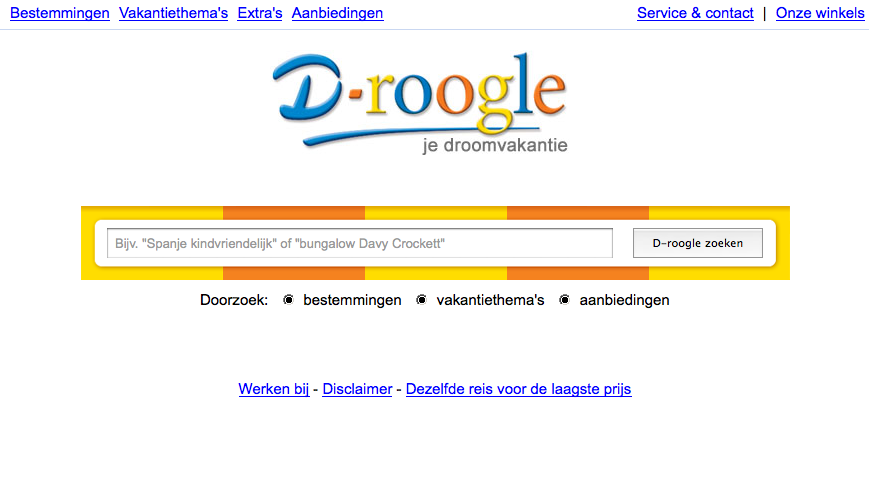 Bestemmingen Vakantiethema's Extra's Aanbiedingen Service & contact | Onze winkels
D-roogle
je droomvakantie
Bijv. "Spanje kindvriendelijk" of "bungalow Davy Crockett" D-roogle zoeken
Doorzoek: bestemmingen vakantiethema's aanbiedingen
Werken bij - Disclaimer - Dezelfde reis voor de laagste prijs